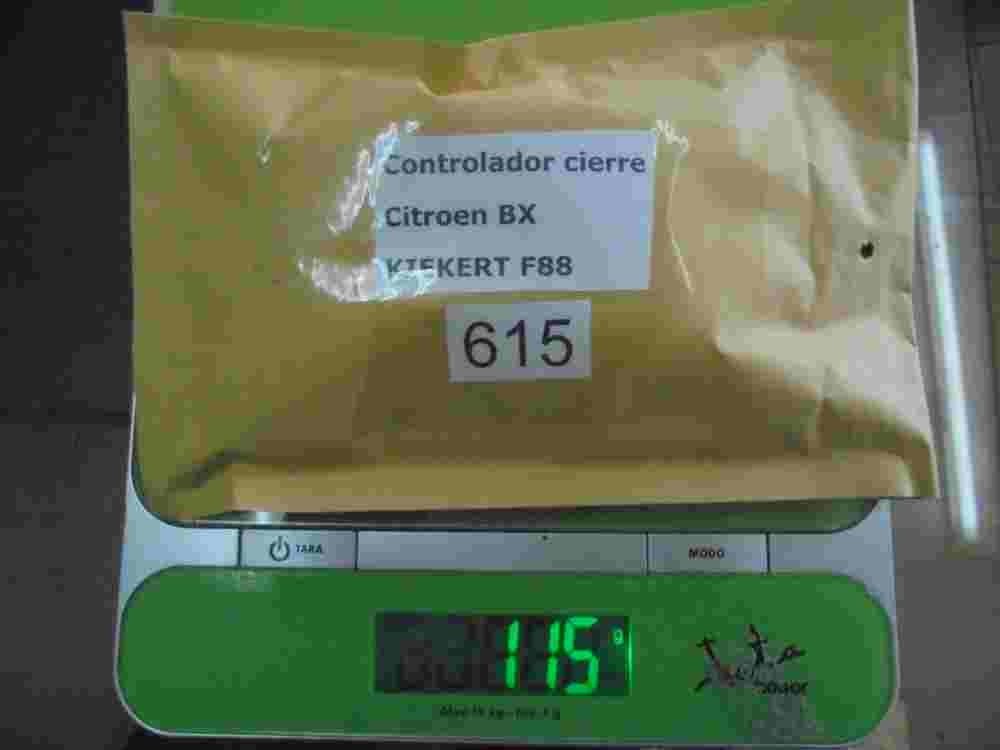 Controlador cierre
Citroen BX
KIEKERT F88
615
TARA
MODO
115 g